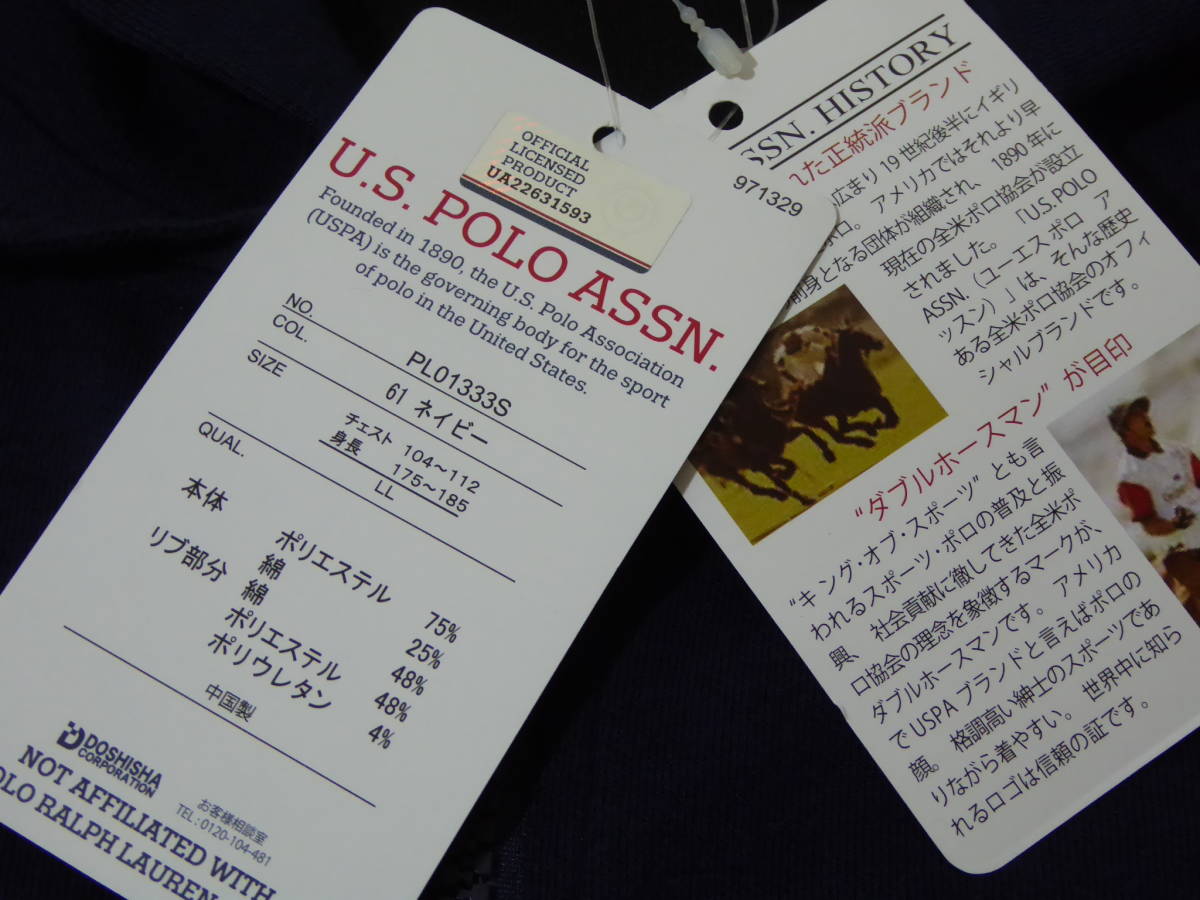 OFFICIAL
LICENSED
PRODUCT
UA22631593
U.S. POLO ASSN.
Founded in 1890, the U.S. Polo Association
(USPA) is the governing body for the sport
of polo in the United States.
NO. PL01333S
COL. 61 ネイビー
SIZE チェスト 104~112
身長 175~185
LL
QUAL.
本体 ポリエステル 75%
綿 25%
リブ部分 綿 48%
ポリエステル 48%
ポリウレタン 4%
中国製
DOSHISHA
CORPORATION
お客様相談室
TEL:0120-104-481
NOT AFFILIATED WITH
OLO RALPH LAUREN
SSN. HISTORY
971329
た正統派ブランド
広まり19世紀後半にイギリ
ロ。 アメリカではそれより早
前身となる団体が組織され、1890年に
現在の全米ポロ協会が設立
されました。「U.S. POLO
ASSN.(ユーエス ポロ ア
ッスン)」は、そんな歴史
ある全米ポロ協会のオフィ
シャルブランドです。
“ダブルホースマン”が目印
“キング・オブ・スポーツ”とも言
われるスポーツ・ポロの普及と振
興、社会貢献に徹してきた全米ポ
ロ協会の理念を象徴するマークが、
ダブルホースマンです。アメリカ
でUSPAブランドと言えばポロの
顔。格調高い紳士のスポーツであ
りながら着やすい。世界中に知ら
れるロゴは信頼の証です。